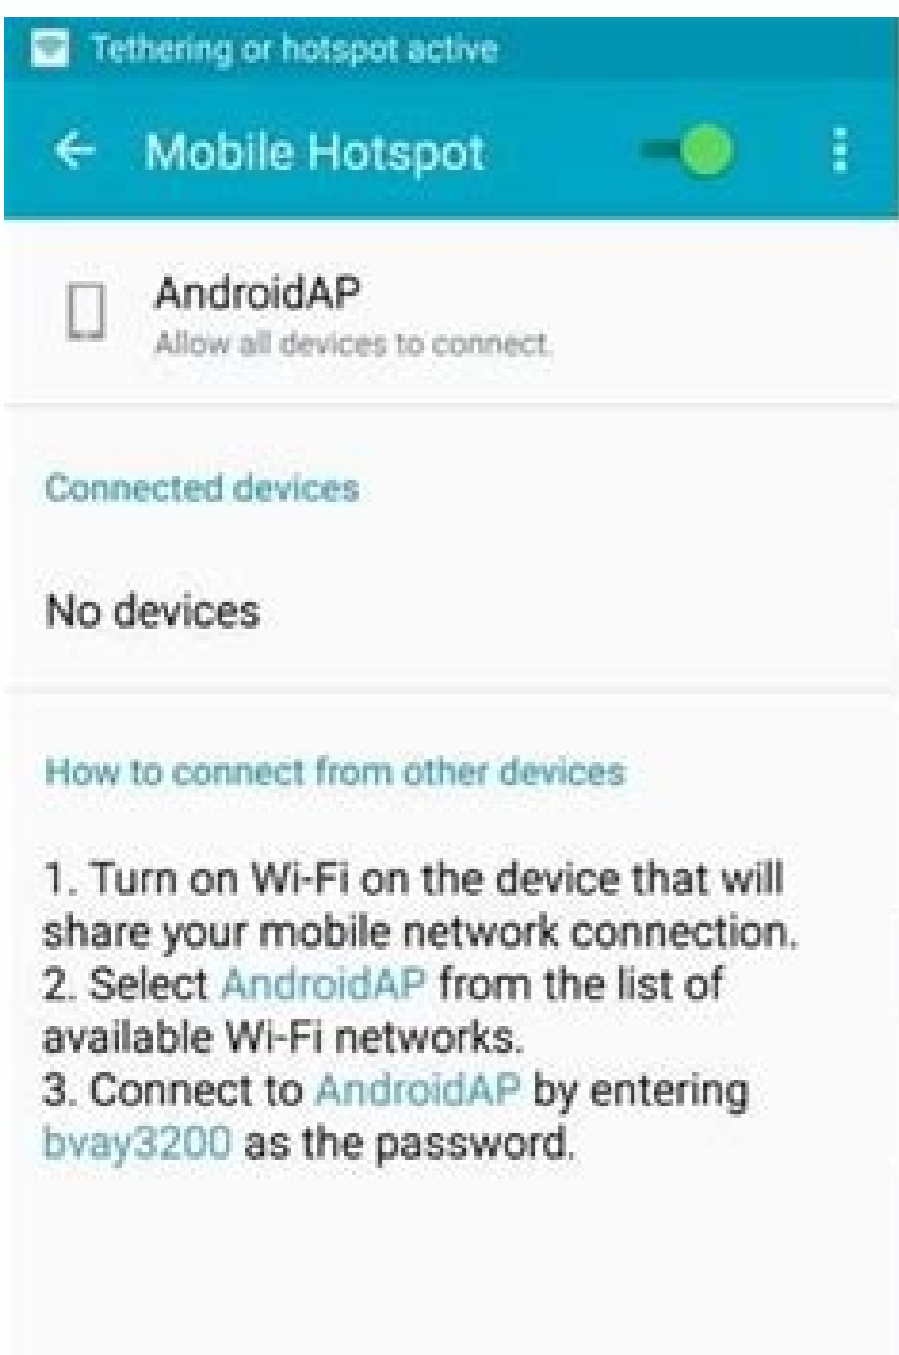 Tethering or hotspot active
Mobile Hotspot
AndroidAP
Allow all devices to connect.
Connected devices
No devices
How to connect from other devices
1. Turn on Wi-Fi on the device that will
share your mobile network connection.
2. Select AndroidAP from the list of
available Wi-Fi networks.
3. Connect to AndroidAP by entering
bvay3200 as the password.